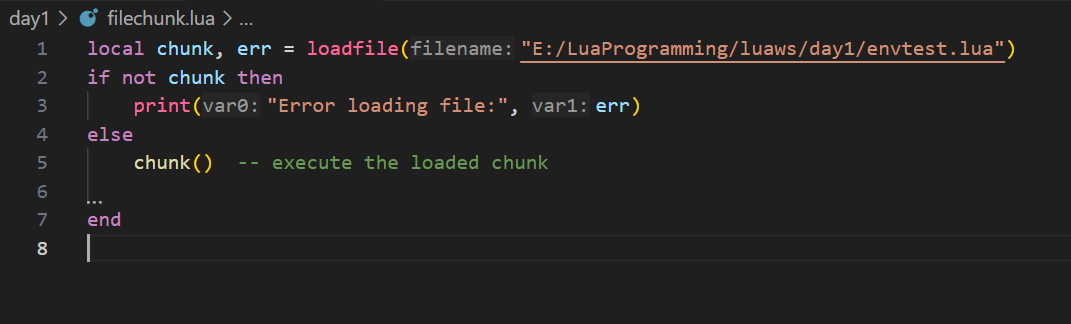 day1 > filechunk.lua > ...
1 local chunk, err = loadfile(filename: "E:/LuaProgramming/luaws/day1/envtest.lua")
2 if not chunk then
3     print(var0: "Error loading file:", var1: err)
4 else
5     chunk()  -- execute the loaded chunk
6
7 end
8